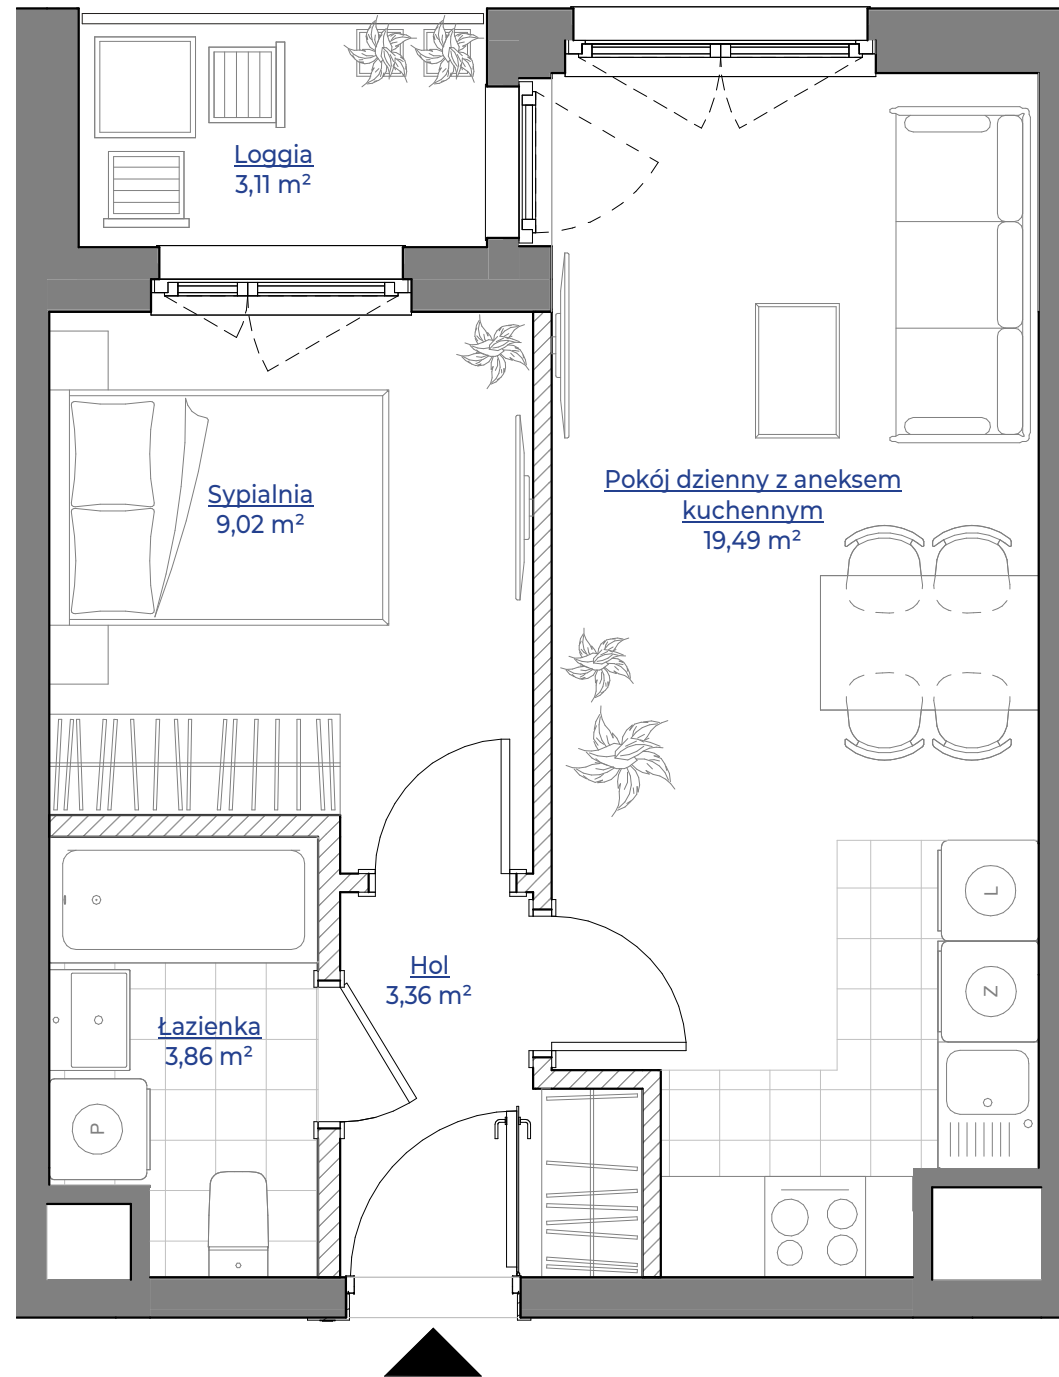 Loggia
3,11 m²
Sypialnia
9,02 m²
Pokój dzienny z aneksem
kuchennym
19,49 m²
L
Z
Hol
3,36 m²
Łazienka
3,86 m²
P